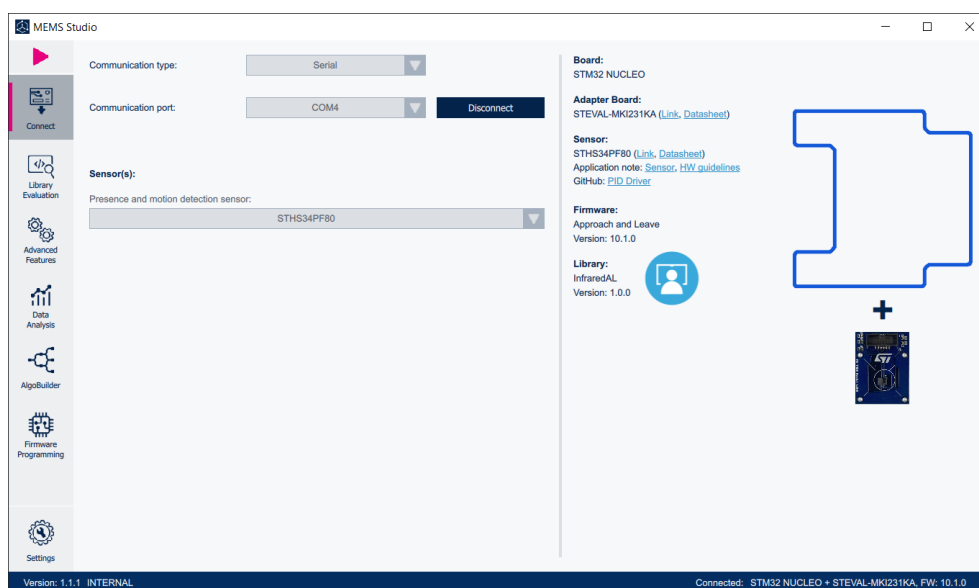 MEMS Studio
Connect
Library
Evaluation
Advanced
Features
Data
Analysis
AlgoBuilder
Firmware
Programming
Settings
Communication type:
Serial
Communication port:
COM4
Disconnect
Sensor(s):
Presence and motion detection sensor:
STHS34PF80
Board:
STM32 NUCLEO
Adapter Board:
STEVAL-MKI231KA (Link, Datasheet)
Sensor:
STHS34PF80 (Link, Datasheet)
Application note: Sensor, HW guidelines
GitHub: PID Driver
Firmware:
Approach and Leave
Version: 10.1.0
Library:
InfraredAL
Version: 1.0.0
+
ST
Version: 1.1.1 INTERNAL
Connected: STM32 NUCLEO + STEVAL-MKI231KA, FW: 10.1.0